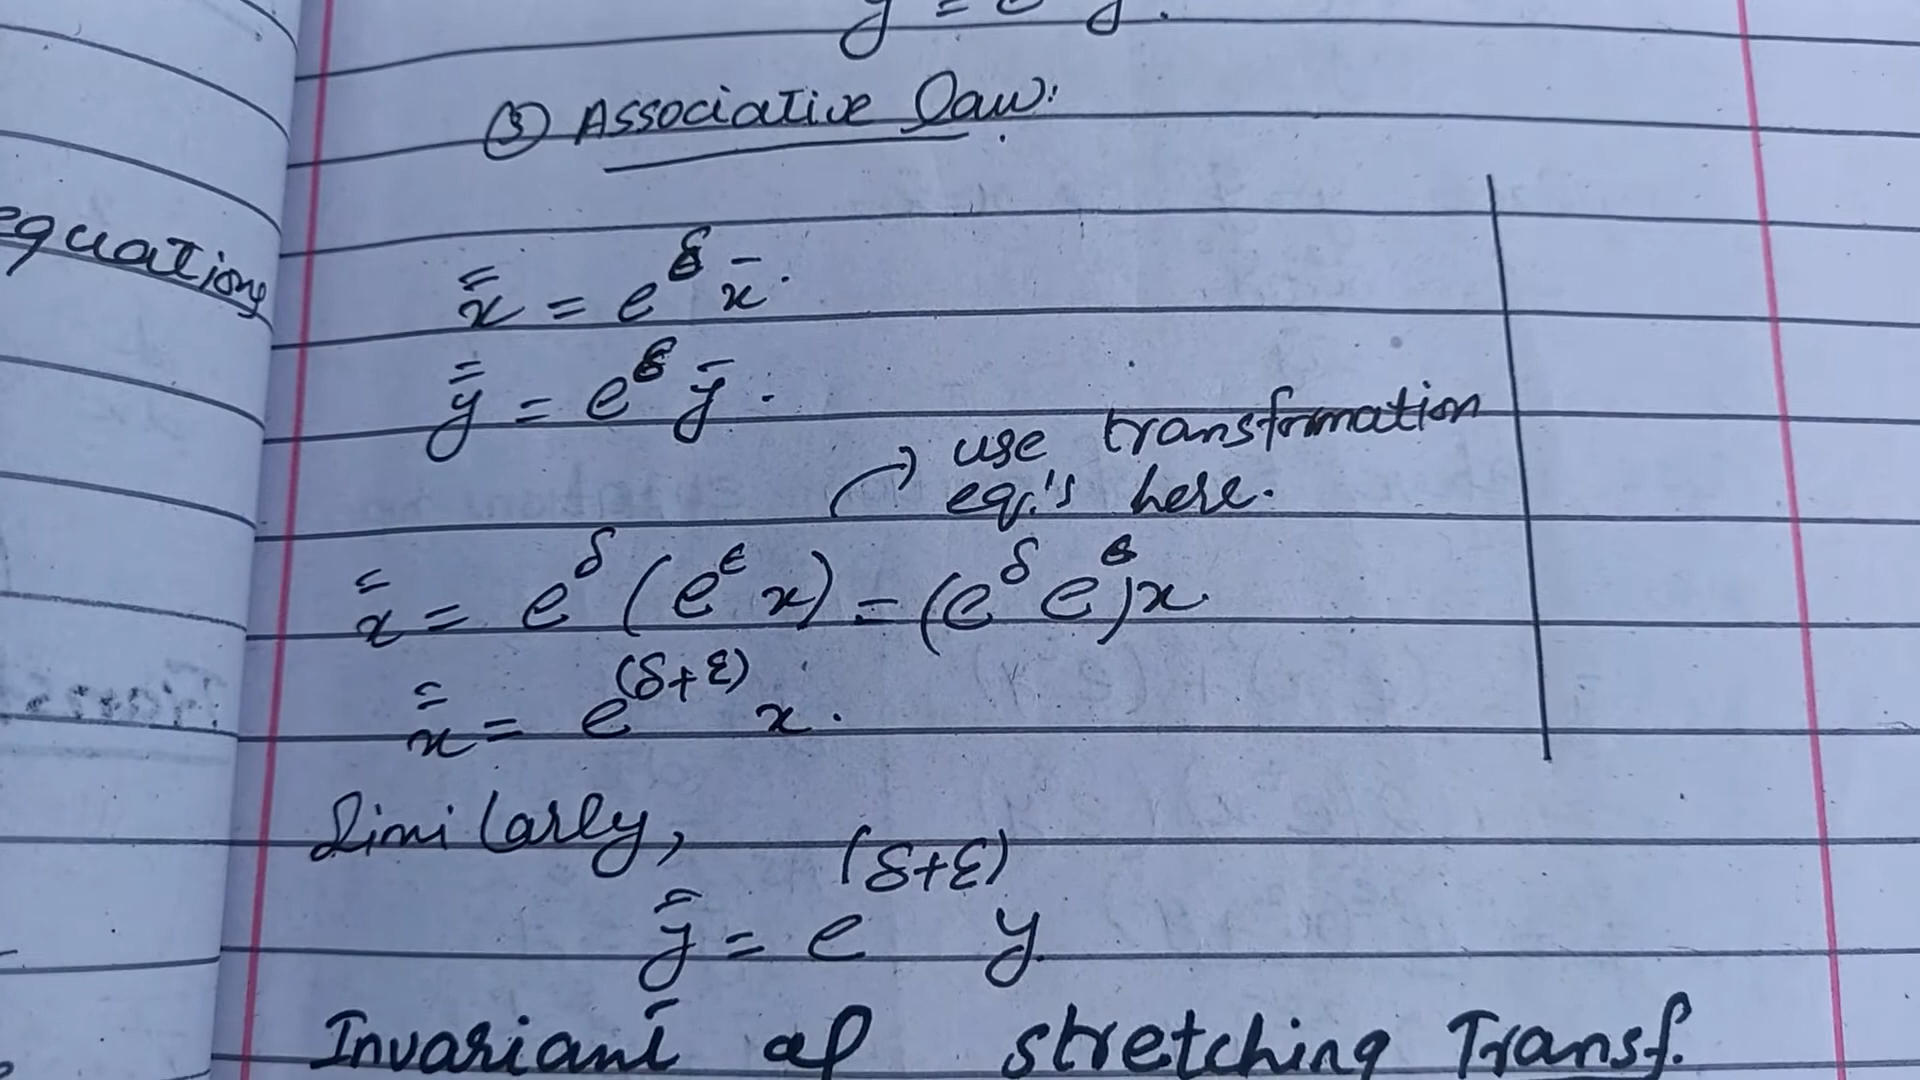 equations
③ Associative Law:
x̿ = e^δ x̄.
y̿ = e^δ ȳ.
use transformation
eq.'s here.
x̿ = e^δ (e^ε x) = (e^δ e^ε)x.
x̿ = e^(δ+ε) x.
Similarly,
y̿ = e^(δ+ε) y.
Invariant of stretching Transf.